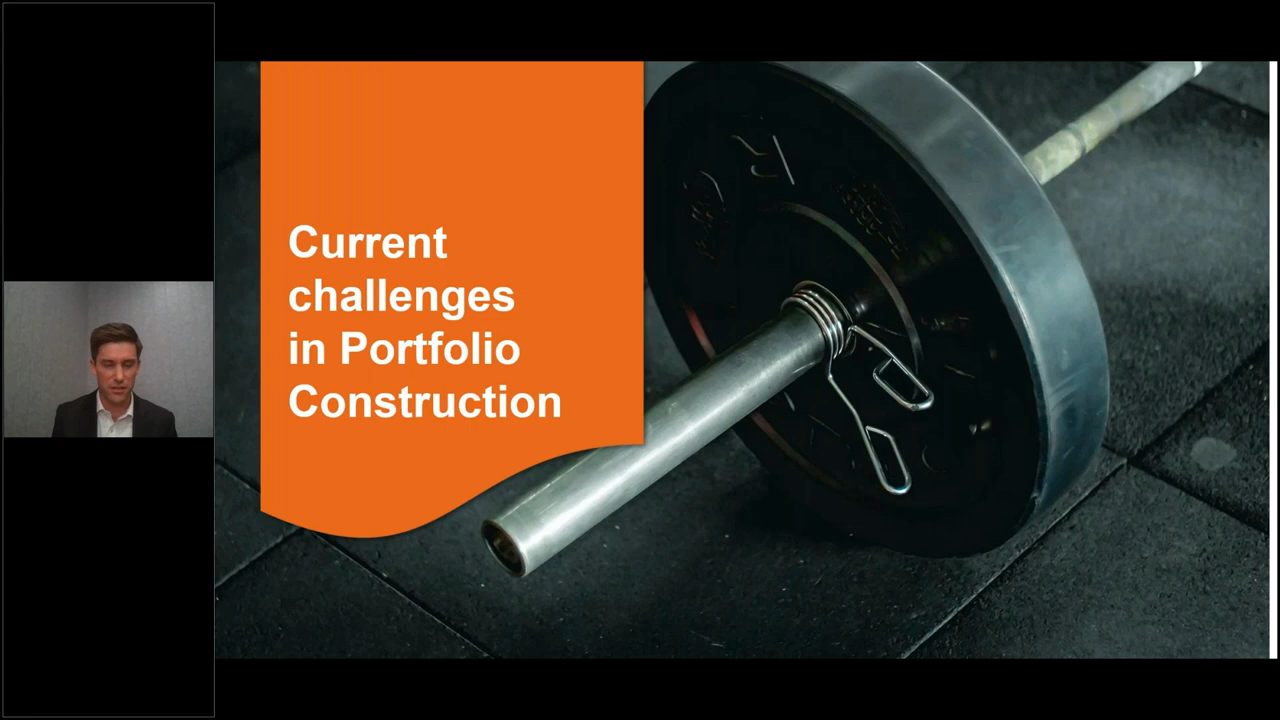 Current
challenges
in Portfolio
Construction